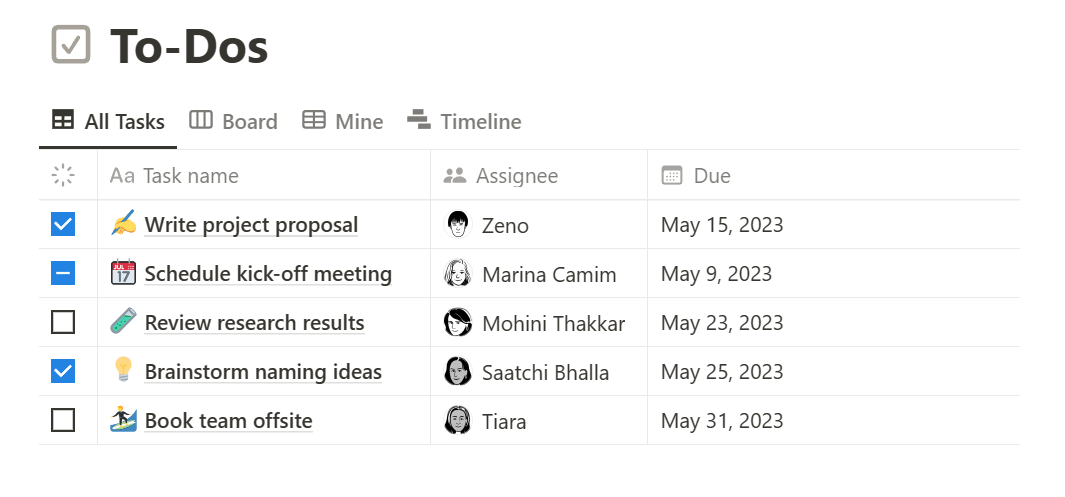 To-Dos
All Tasks Board Mine Timeline
Aa Task name Assignee Due
Write project proposal Zeno May 15, 2023
JUL 17 Schedule kick-off meeting Marina Camim May 9, 2023
Review research results Mohini Thakkar May 23, 2023
Brainstorm naming ideas Saatchi Bhalla May 25, 2023
Book team offsite Tiara May 31, 2023